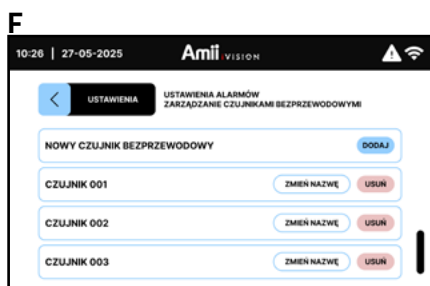 F
10:26 | 27-05-2025 Amii.VISION
USTAWIENIA
USTAWIENIA ALARMÓW
ZARZĄDZANIE CZUJNIKAMI BEZPRZEWODOWYMI
NOWY CZUJNIK BEZPRZEWODOWY DODAJ
CZUJNIK 001 ZMIEŃ NAZWĘ USUŃ
CZUJNIK 002 ZMIEŃ NAZWĘ USUŃ
CZUJNIK 003 ZMIEŃ NAZWĘ USUŃ